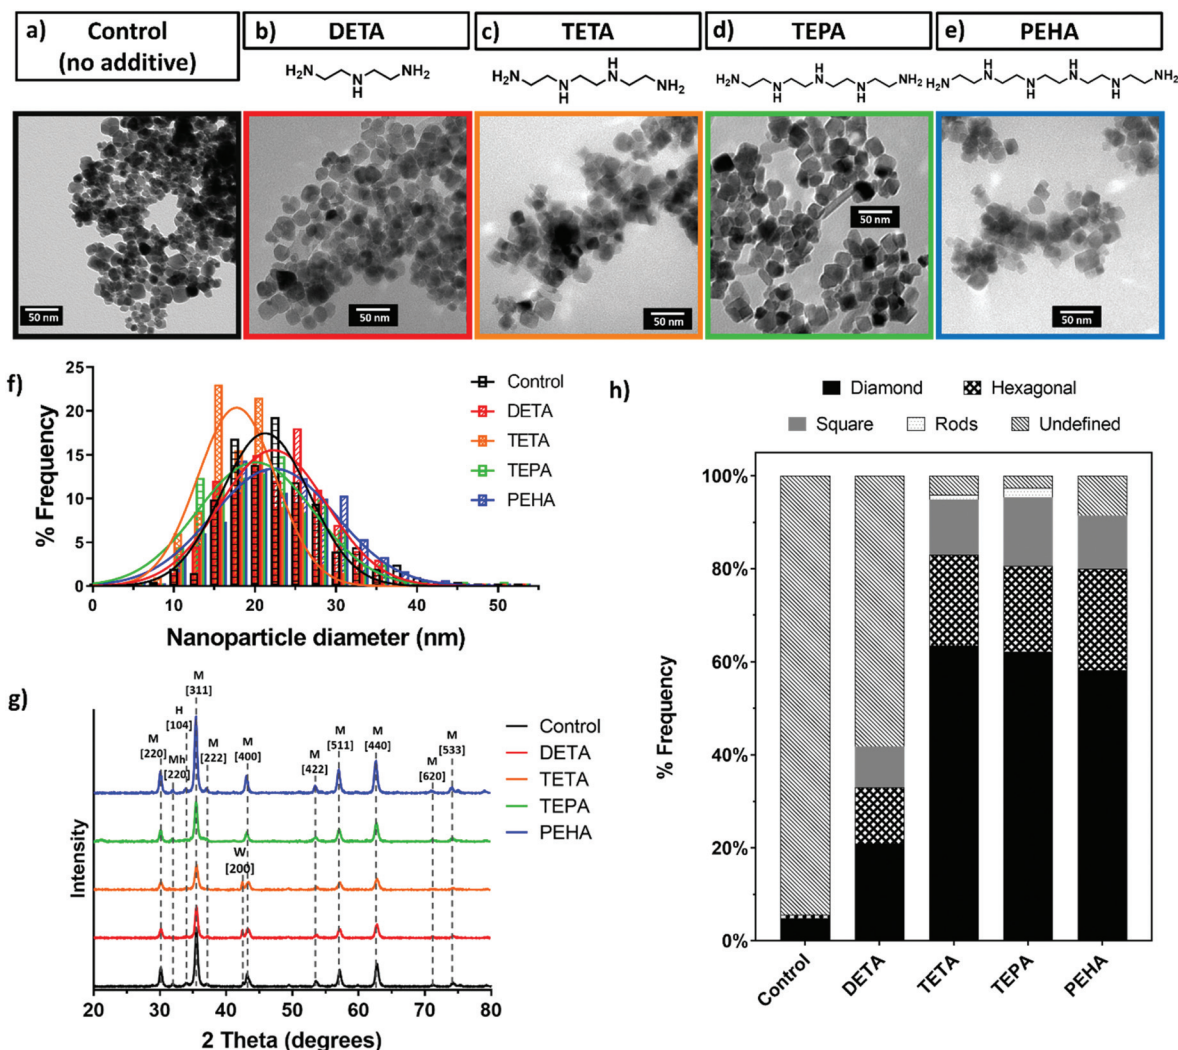 a) Control
(no additive)
b) DETA
c) TETA
d) TEPA
e) PEHA
H₂N N H NH₂
H₂N N H H N NH₂
H₂N N H H N N H NH₂
H₂N H N N H H N N H NH₂
50 nm
50 nm
50 nm
50 nm
50 nm
f)
% Frequency
25
20
15
10
5
0
0 10 20 30 40 50
Nanoparticle diameter (nm)
Control
DETA
TETA
TEPA
PEHA
g)
Intensity
M
[220]
Mh
[220]
H
[104]
M
[311]
M
[222]
M
[400]
M
[422]
M
[511]
M
[440]
M
[620]
M
[533]
W
[200]
20 30 40 50 60 70 80
2 Theta (degrees)
Control
DETA
TETA
TEPA
PEHA
h)
Diamond Hexagonal
Square Rods Undefined
% Frequency
100%
80%
60%
40%
20%
0%
Control DETA TETA TEPA PEHA